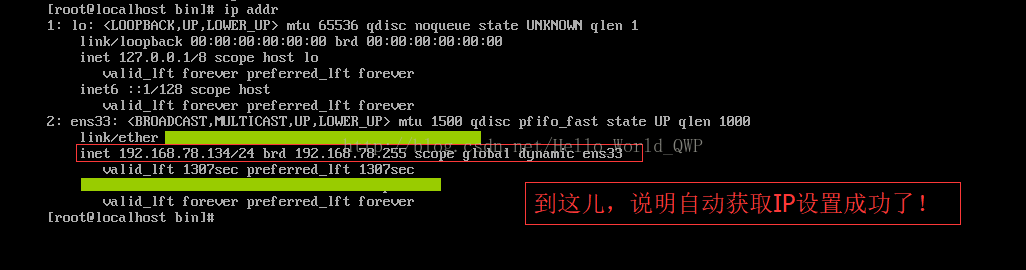 [root@localhost bin]# ip addr
1: lo: <LOOPBACK,UP,LOWER_UP> mtu 65536 qdisc noqueue state UNKNOWN qlen 1
link/loopback 00:00:00:00:00:00 brd 00:00:00:00:00:00
inet 127.0.0.1/8 scope host lo
valid_lft forever preferred_lft forever
inet6 ::1/128 scope host
valid_lft forever preferred_lft forever
2: ens33: <BROADCAST,MULTICAST,UP,LOWER_UP> mtu 1500 qdisc pfifo_fast state UP qlen 1000
link/ether
http://blog.csdn.net/Hello_World_QWP
inet 192.168.78.134/24 brd 192.168.78.255 scope global dynamic ens33
valid_lft 1307sec preferred_lft 1307sec
valid_lft forever preferred_lft forever
到这儿，说明自动获取IP设置成功了！
[root@localhost bin]#